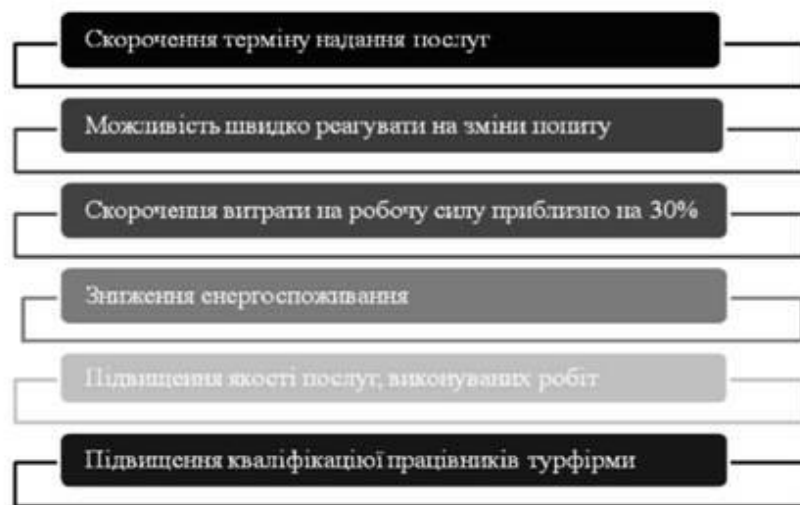 Скорочення терміну надання послуг
Можливість швидко реагувати на зміни попиту
Скорочення витрати на робочу силу приблизно на 30%
Зниження енергоспоживання
Підвищення якості послуг, виконуваних робіт
Підвищення кваліфікаціюї працівників турфірми